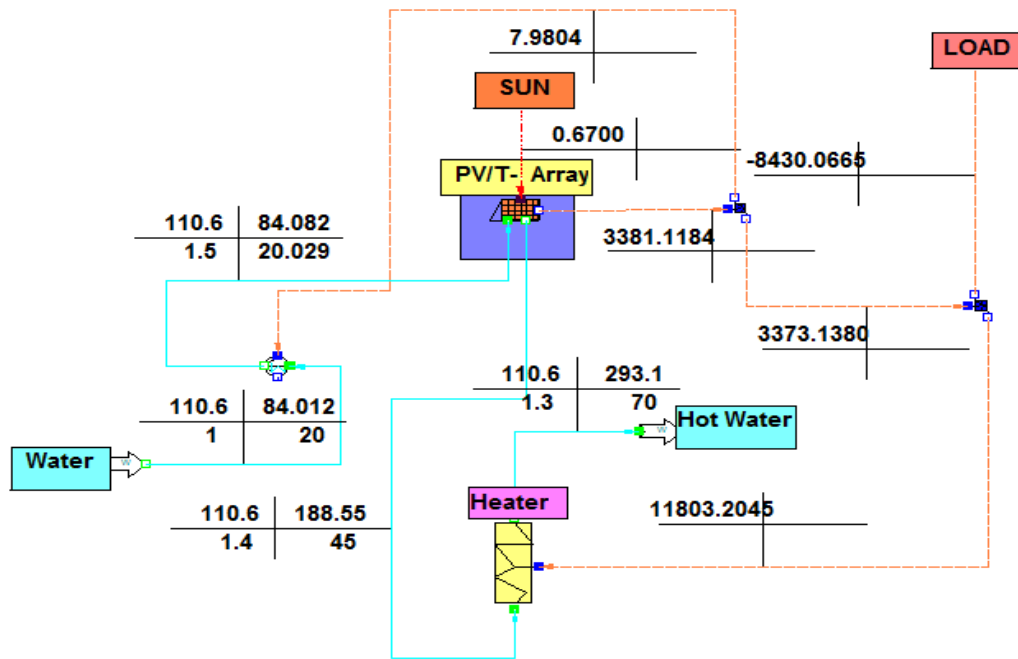 7.9804
LOAD
SUN
0.6700
-8430.0665
PV/T- Array
110.6 84.082
1.5 20.029
3381.1184
3373.1380
110.6 293.1
1.3 70
110.6 84.012
1 20
Hot Water
Water
W
W
Heater
110.6 188.55
1.4 45
11803.2045